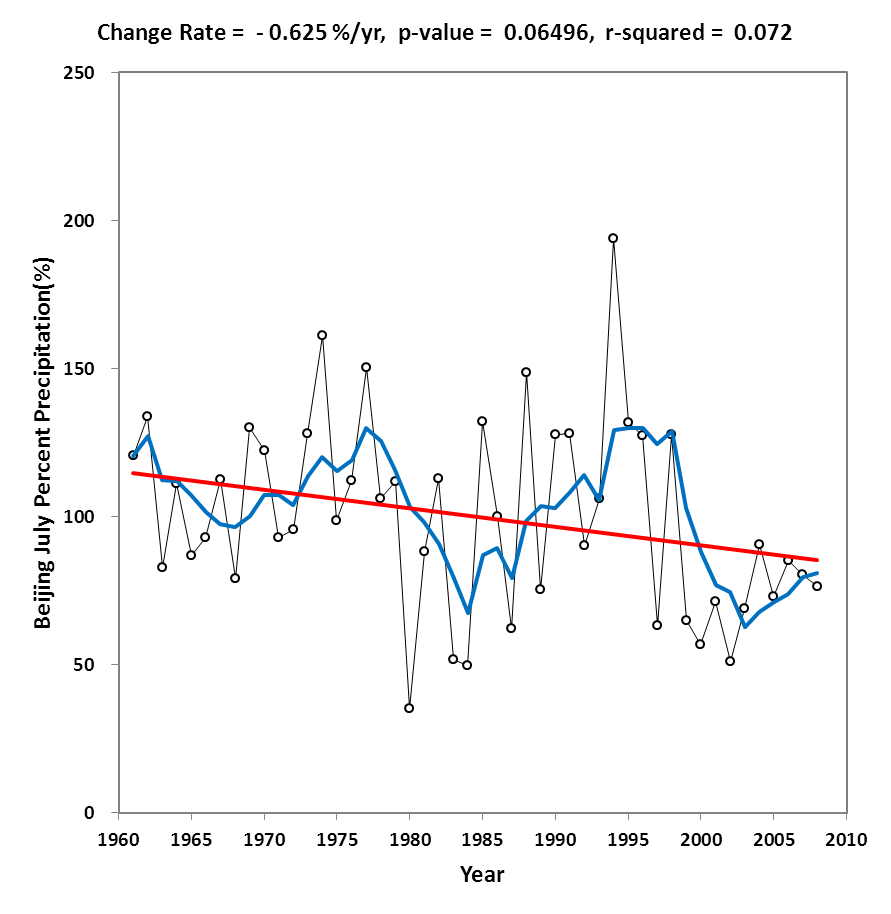 Change Rate = - 0.625 %/yr, p-value = 0.06496, r-squared = 0.072
250
200
150
100
50
0
Beijing July Percent Precipitation(%)
1960 1965 1970 1975 1980 1985 1990 1995 2000 2005 2010
Year